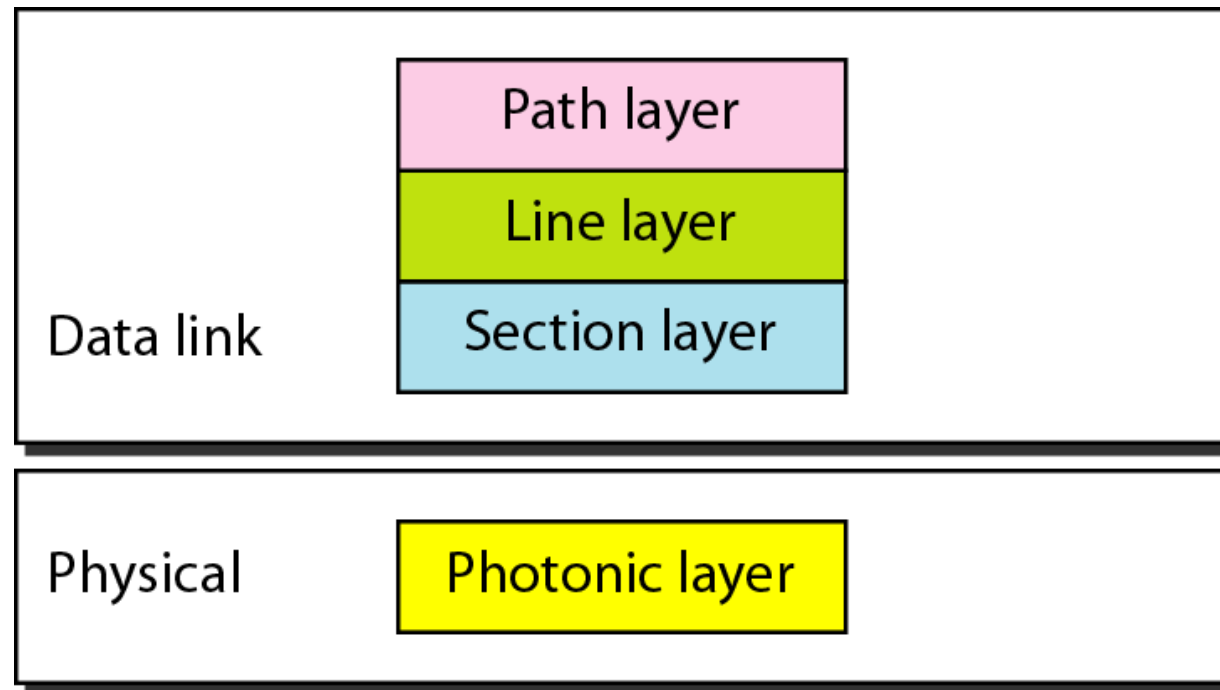 Path layer
Line layer
Data link
Section layer
Physical
Photonic layer